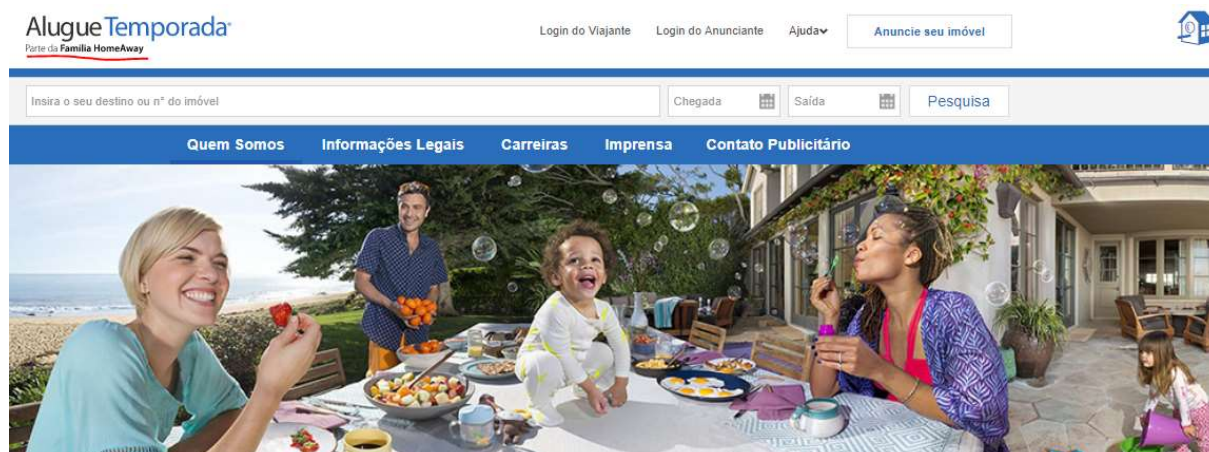 AlugueTemporada
Parte da Família HomeAway
Login do Viajante
Login do Anunciante
Ajuda
Anuncie seu imóvel
Insira o seu destino ou n° do imóvel
Chegada
Saída
Pesquisa
Quem Somos
Informações Legais
Carreiras
Imprensa
Contato Publicitário